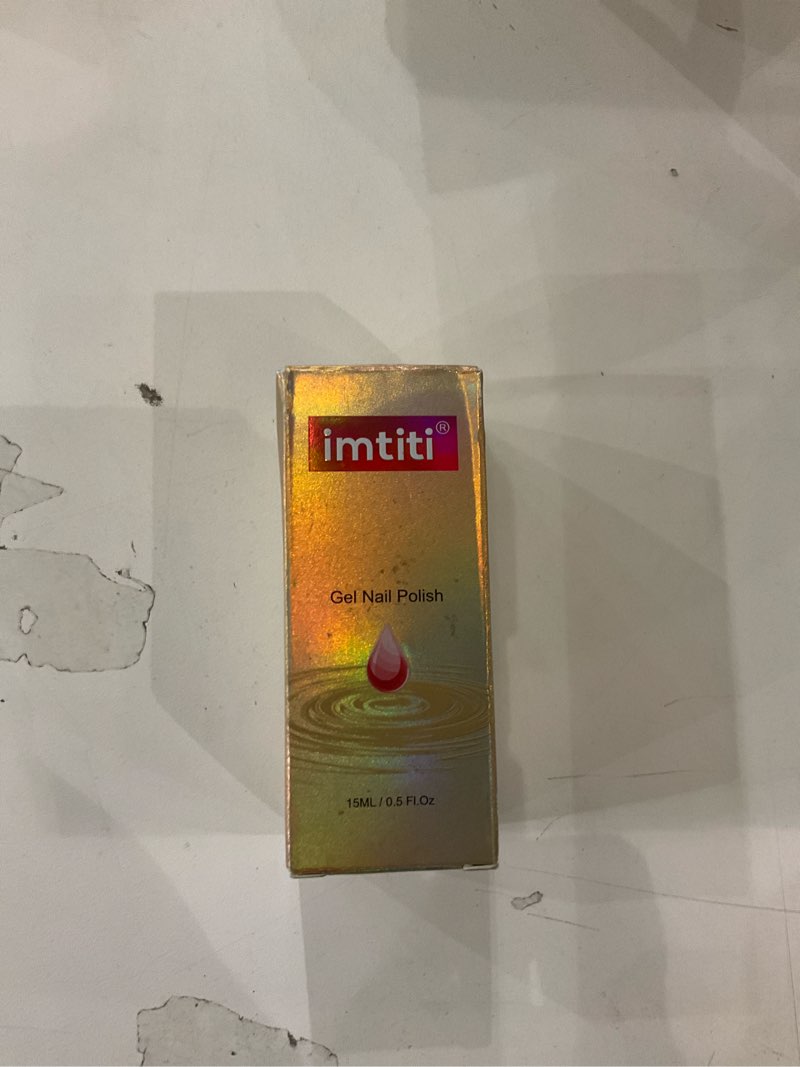 imtiti®
Gel Nail Polish
15ML / 0.5 Fl.Oz